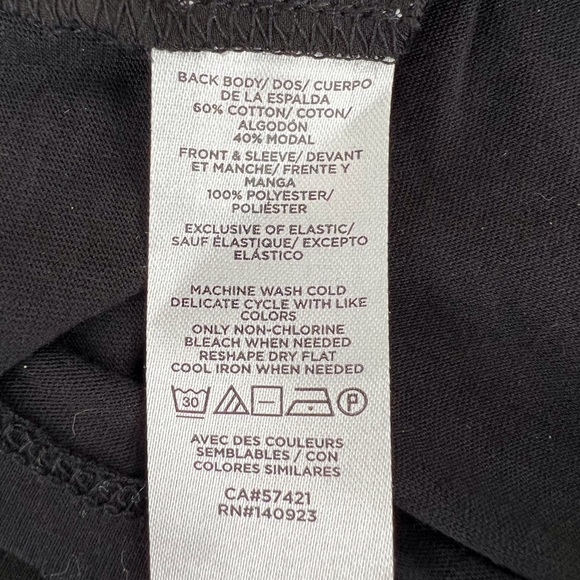 BACK BODY/ DOS/ CUERPO
DE LA ESPALDA
60% COTTON/ COTON/
ALGODÓN
40% MODAL
FRONT & SLEEVE/ DEVANT
ET MANCHE/ FRENTE Y
MANGA
100% POLYESTER/
POLIÉSTER
EXCLUSIVE OF ELASTIC/
SAUF ÉLASTIQUE/ EXCEPTO
ELÁSTICO
MACHINE WASH COLD
DELICATE CYCLE WITH LIKE
COLORS
ONLY NON-CHLORINE
BLEACH WHEN NEEDED
RESHAPE DRY FLAT
COOL IRON WHEN NEEDED
30 P
AVEC DES COULEURS
SEMBLABLES / CON
COLORES SIMILARES
CA#57421
RN#140923